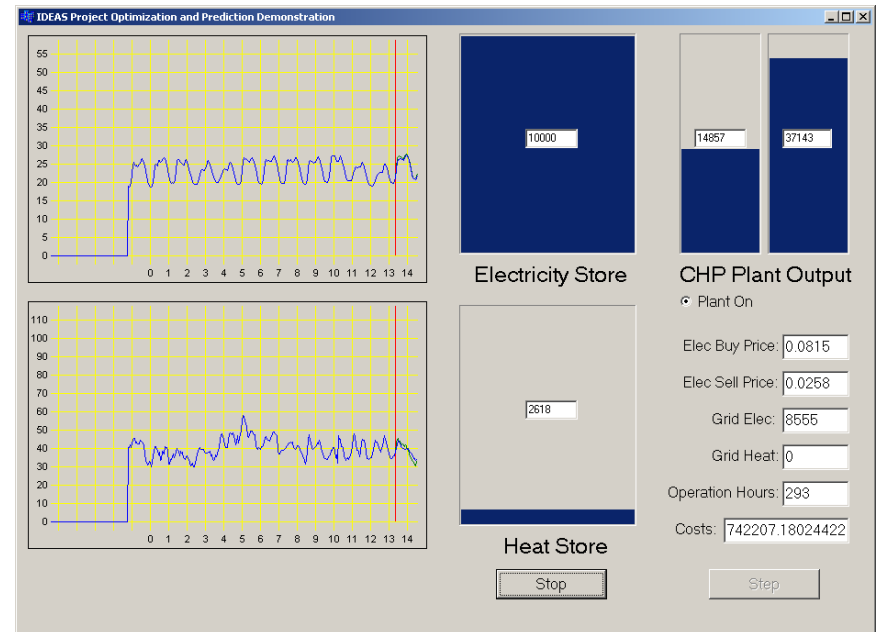 IDEAS Project Optimization and Prediction Demonstration
55
50
45
40
35
30
25
20
15
10
5
0
0 1 2 3 4 5 6 7 8 9 10 11 12 13 14
110
100
90
80
70
60
50
40
30
20
10
0
0 1 2 3 4 5 6 7 8 9 10 11 12 13 14
10000
Electricity Store
2618
Heat Store
Stop
14857 37143
CHP Plant Output
Plant On
Elec Buy Price: 0.0815
Elec Sell Price: 0.0258
Grid Elec: 8555
Grid Heat: 0
Operation Hours: 293
Costs: 742207.18024422
Step